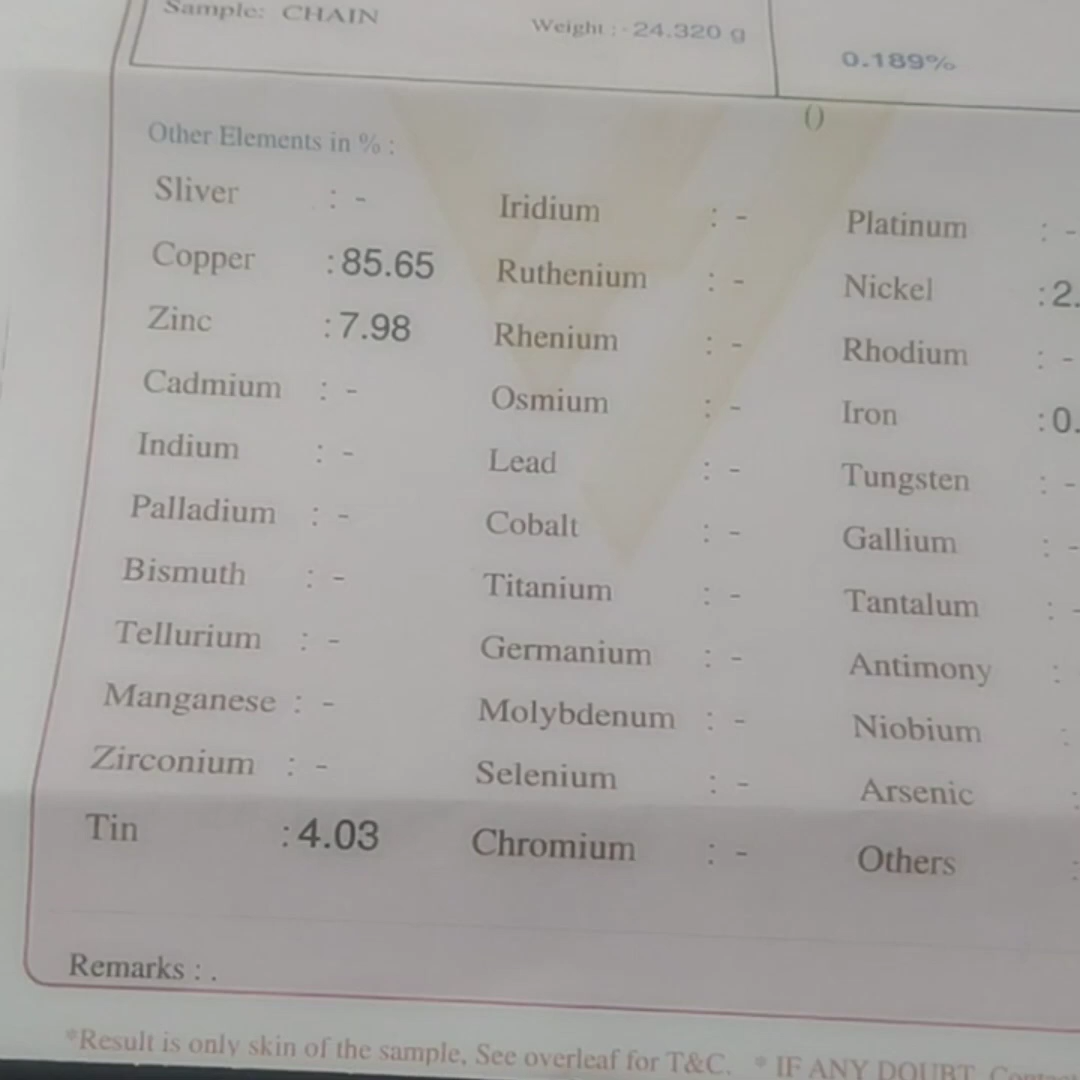 Sample: CHAIN Weight :-24.320 g
0.189%
()
Other Elements in % :
Sliver : - Iridium : - Platinum : -
Copper :85.65 Ruthenium : - Nickel :2.
Zinc :7.98 Rhenium : - Rhodium : -
Cadmium : - Osmium : - Iron :0.
Indium : - Lead : - Tungsten : -
Palladium : - Cobalt : - Gallium : -
Bismuth : - Titanium : - Tantalum : -
Tellurium : - Germanium : - Antimony :
Manganese : - Molybdenum : - Niobium :
Zirconium : - Selenium : - Arsenic :
Tin :4.03 Chromium : - Others :
Remarks : .
*Result is only skin of the sample, See overleaf for T&C. * IF ANY DOUBT, Contact